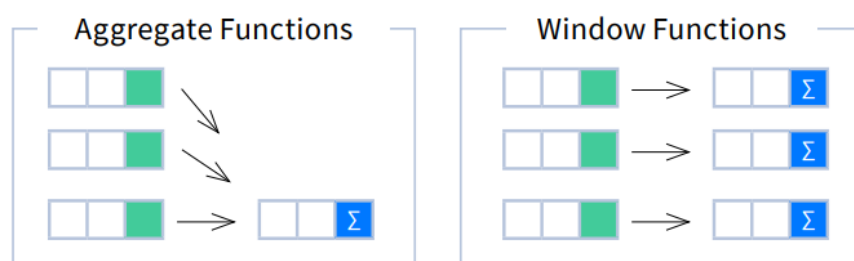 Aggregate Functions
Window Functions
Σ
Σ
Σ
Σ